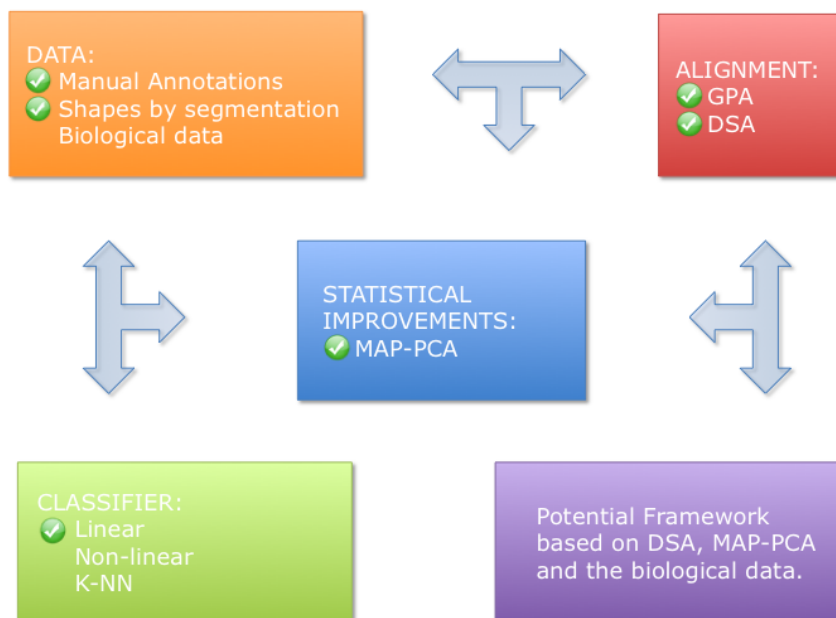 DATA:
Manual Annotations
Shapes by segmentation
Biological data
ALIGNMENT:
GPA
DSA
STATISTICAL
IMPROVEMENTS:
MAP-PCA
CLASSIFIER:
Linear
Non-linear
K-NN
Potential Framework
based on DSA, MAP-PCA
and the biological data.